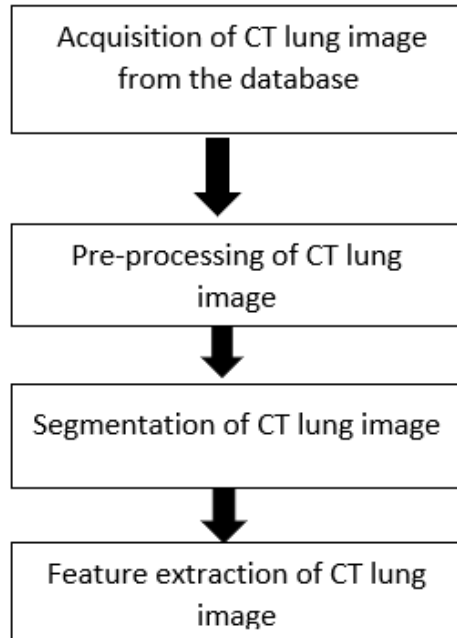 Acquisition of CT lung image
from the database
Pre-processing of CT lung
image
Segmentation of CT lung image
Feature extraction of CT lung
image